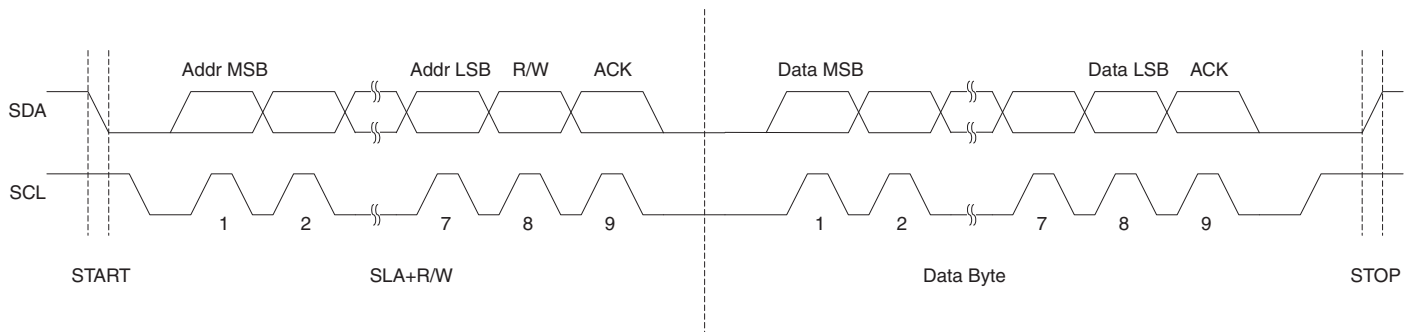 Addr MSB Addr LSB R/W ACK Data MSB Data LSB ACK
SDA
SCL
1 2 7 8 9 1 2 7 8 9
START SLA+R/W Data Byte STOP